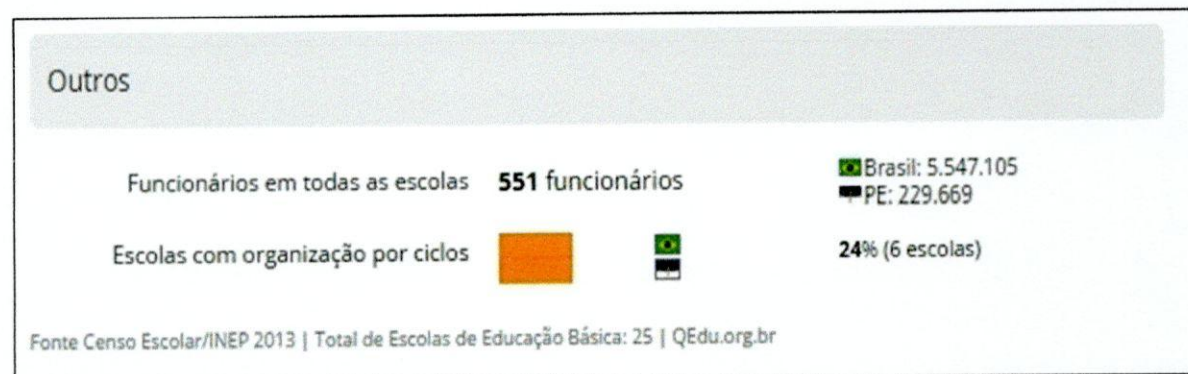 Outros
Funcionários em todas as escolas 551 funcionários
Brasil: 5.547.105
PE: 229.669
Escolas com organização por ciclos 24% (6 escolas)
Fonte Censo Escolar/INEP 2013 | Total de Escolas de Educação Básica: 25 | QEdu.org.br